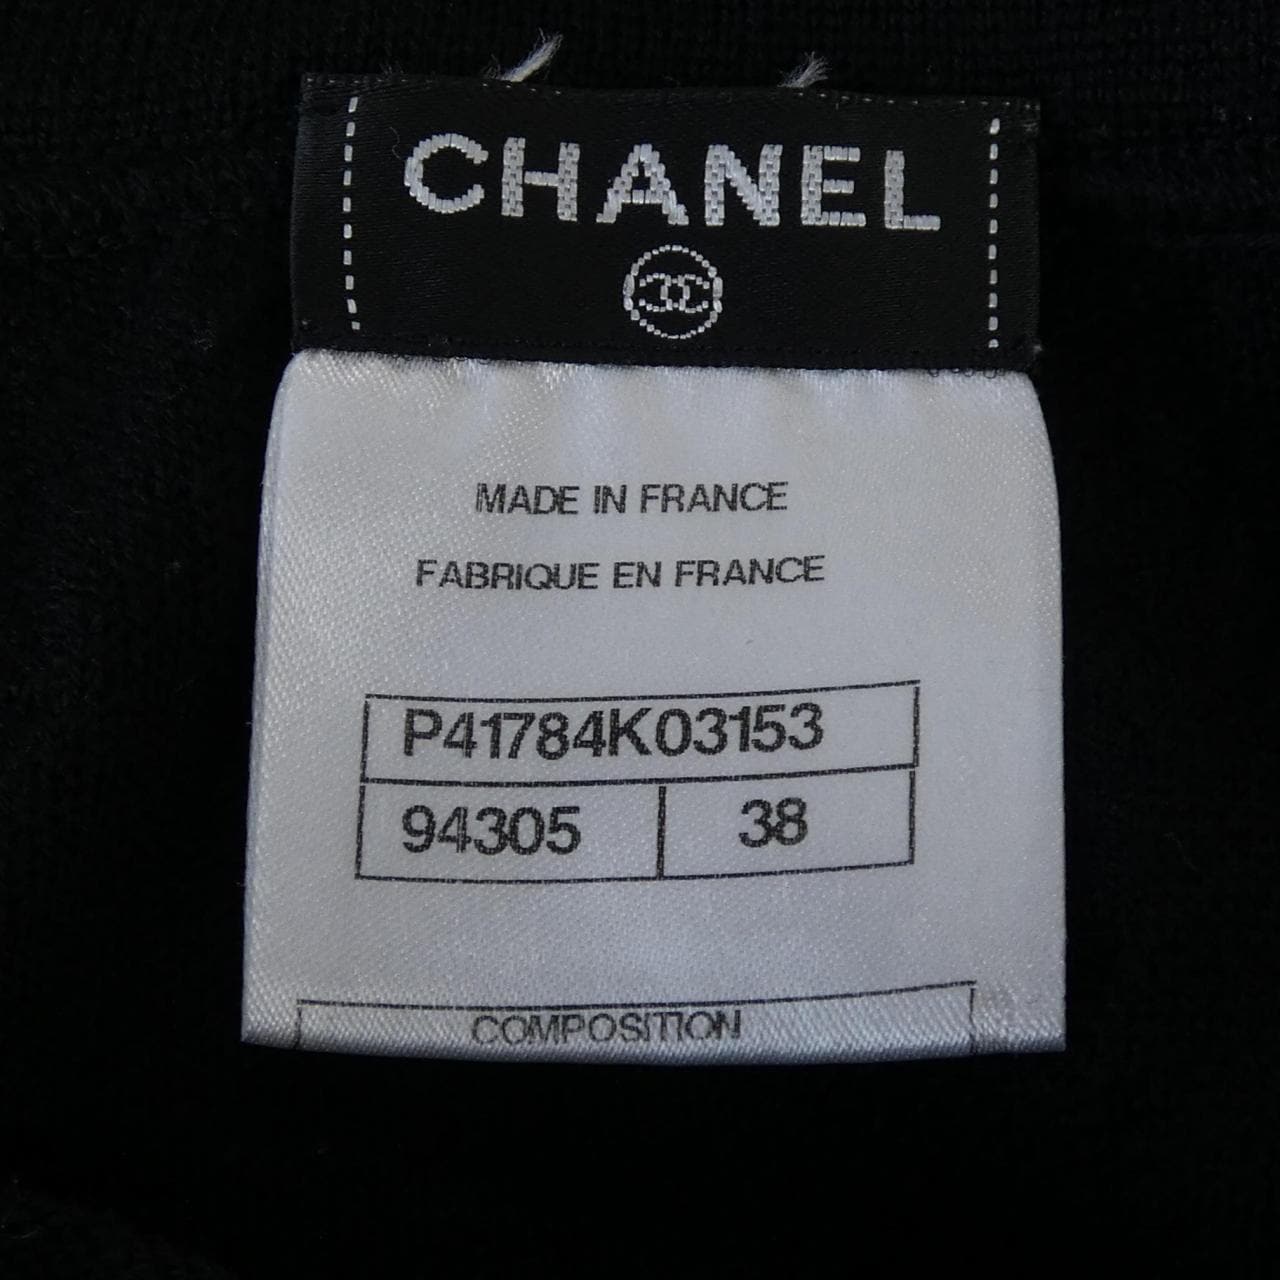 CHANEL
MADE IN FRANCE
FABRIQUE EN FRANCE
P41784K03153
94305 38
COMPOSITION